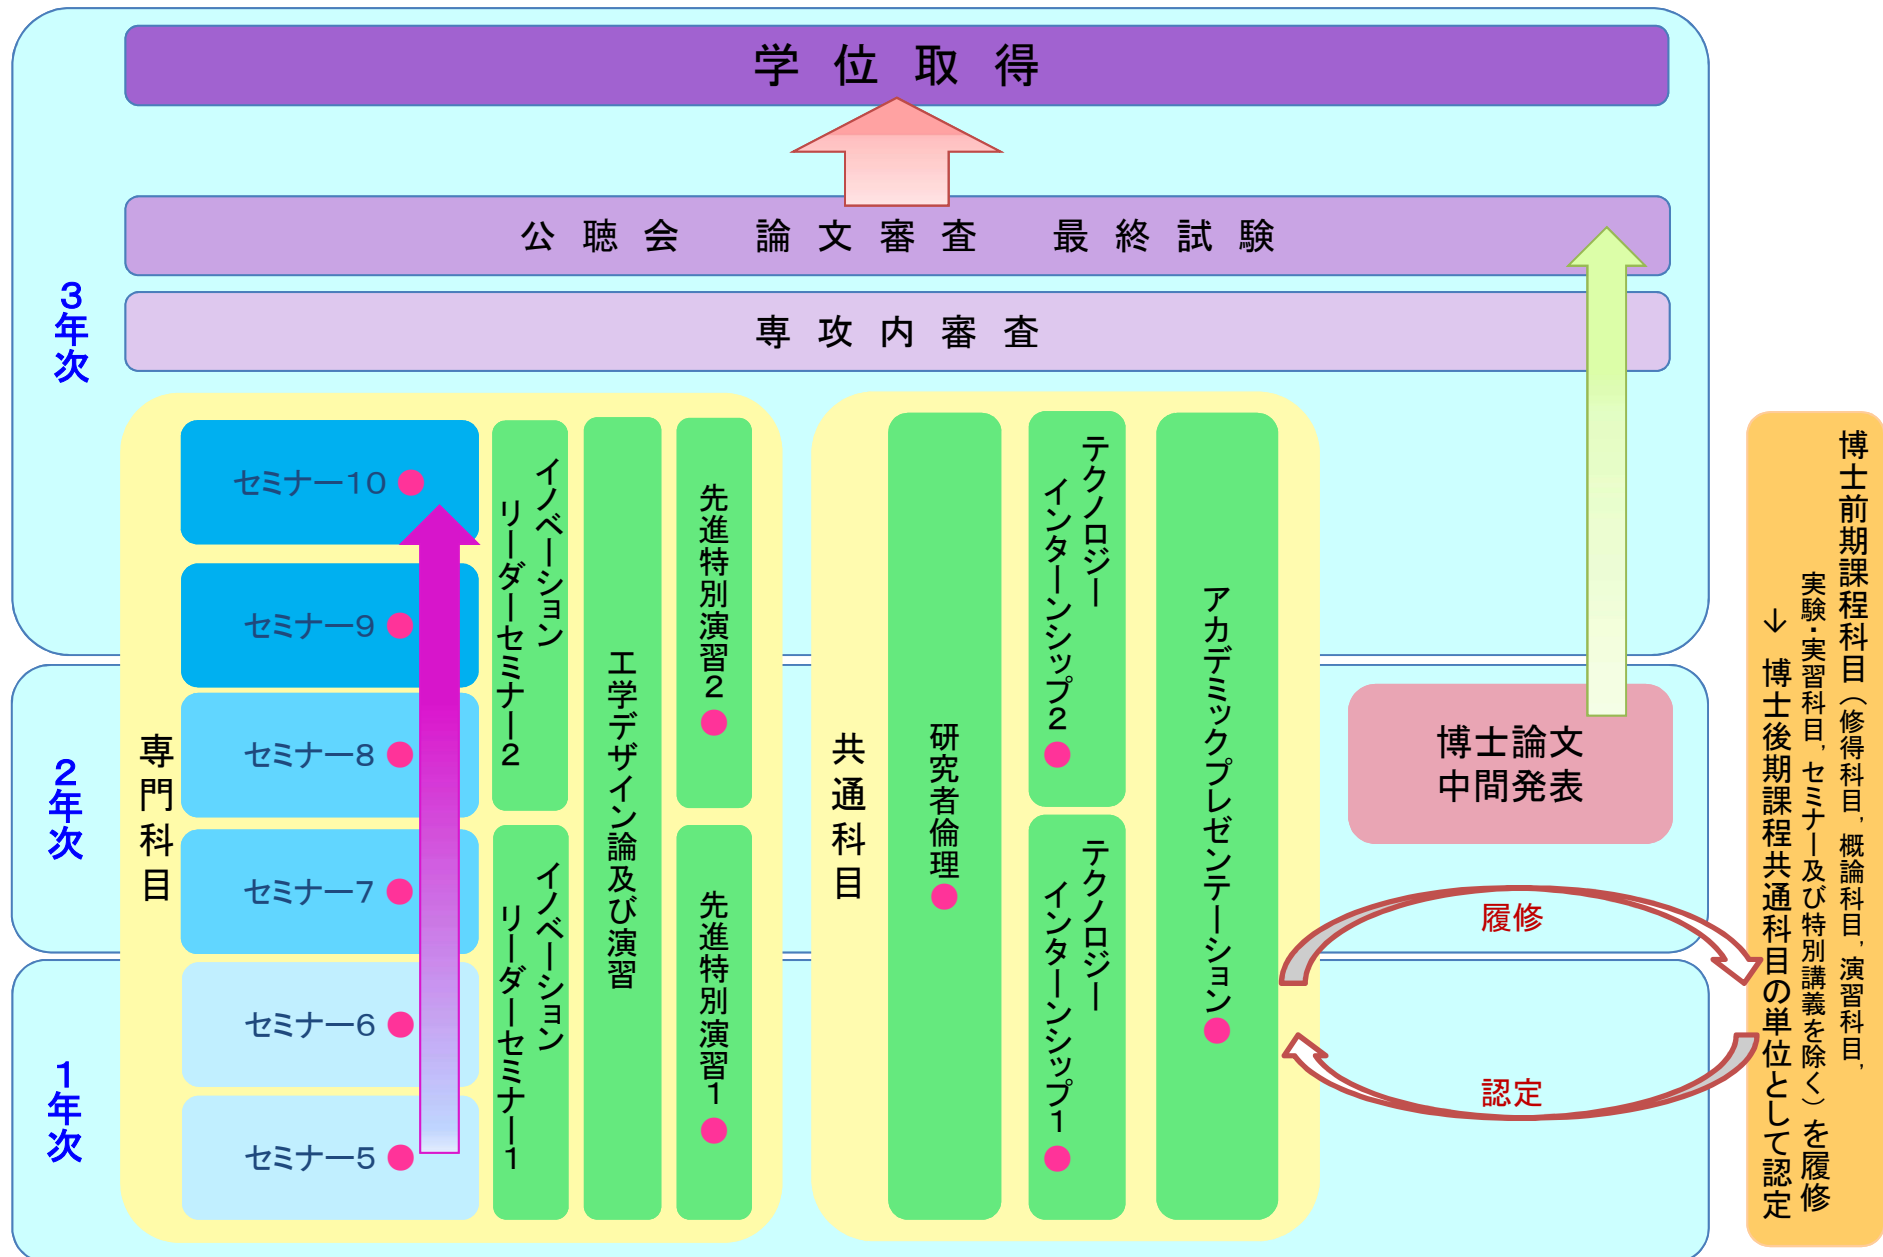 学位取得
公聴会　論文審査　最終試験
専攻内審査
3年次
2年次
1年次
専門科目
セミナー10
セミナー9
セミナー8
セミナー7
セミナー6
セミナー5
イノベーション
リーダーセミナー2
イノベーション
リーダーセミナー1
工学デザイン論及び演習
先進特別演習2
先進特別演習1
共通科目
研究者倫理
テクノロジー
インターンシップ2
テクノロジー
インターンシップ1
アカデミックプレゼンテーション
博士論文
中間発表
履修
認定
博士前期課程科目（修得科目，概論科目，演習科目，
実験・実習科目，セミナー及び特別講義を除く）を履修
↓ 博士後期課程共通科目の単位として認定